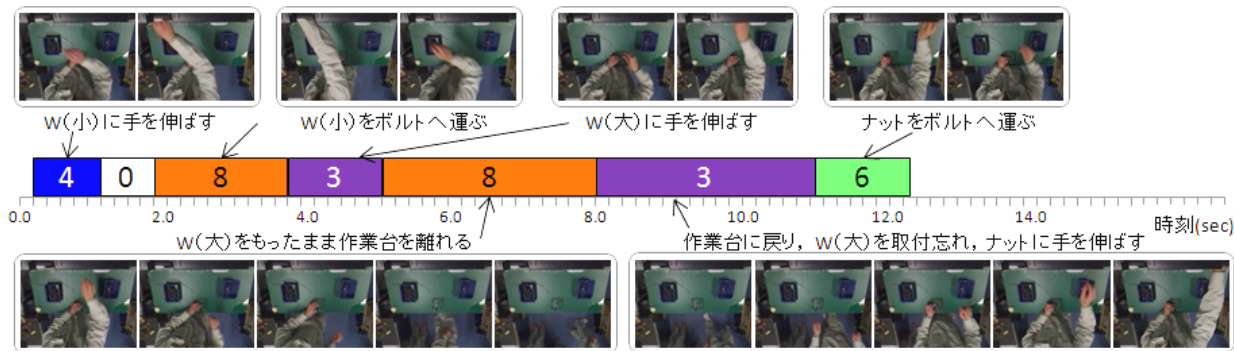 W(小)に手を伸ばす
W(小)をボルトへ運ぶ
W(大)に手を伸ばす
ナットをボルトへ運ぶ
4 0 8 3 8 3 6
0.0 2.0 4.0 6.0 8.0 10.0 12.0 14.0
時刻(sec)
W(大)をもったまま作業台を離れる
作業台に戻り，W(大)を取付忘れ，ナットに手を伸ばす